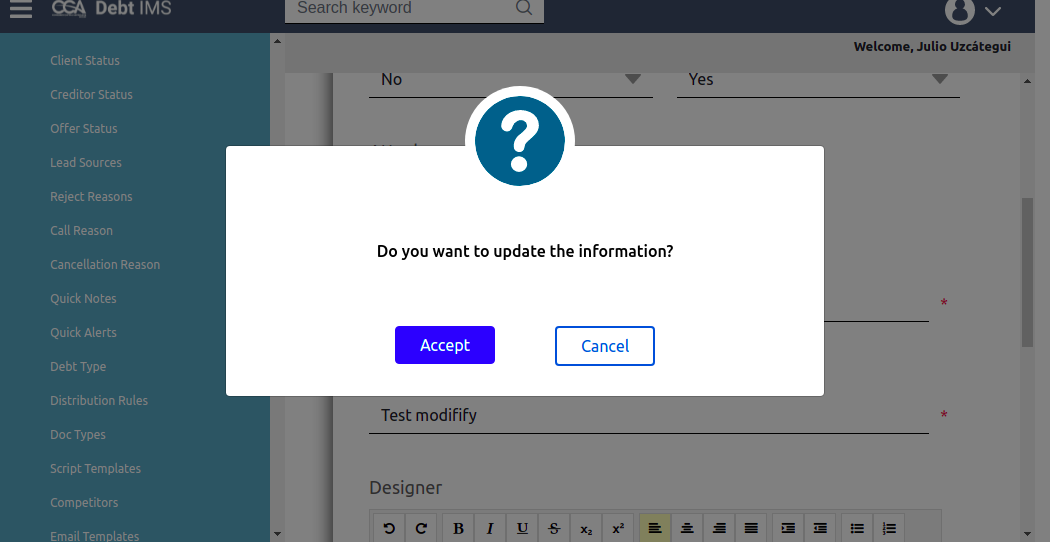 CGA Debt IMS
Search keyword
Welcome, Julio Uzcátegui
Client Status
Creditor Status
Offer Status
Lead Sources
Reject Reasons
Call Reason
Cancellation Reason
Quick Notes
Quick Alerts
Debt Type
Distribution Rules
Doc Types
Script Templates
Competitors
Email Templates
No
Yes
?
Do you want to update the information?
Accept
Cancel
*
Test modifify
*
Designer
B I U S x₂ x²